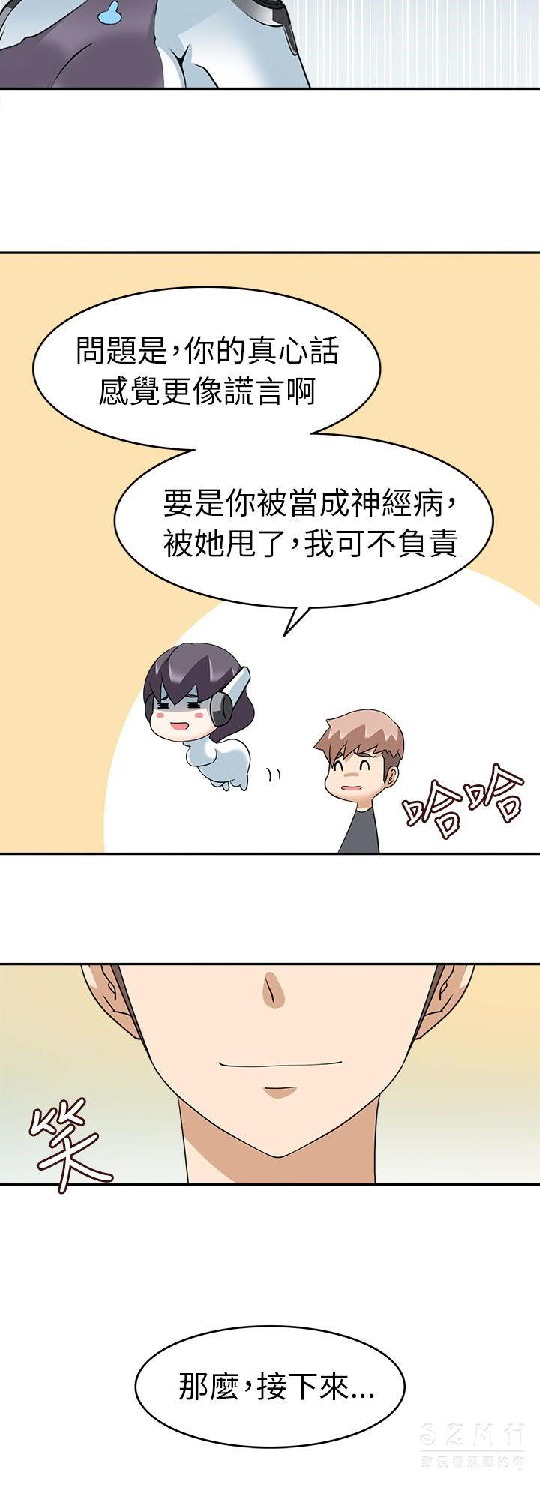 問題是，你的真心話
感覺更像謊言啊
要是你被當成神經病，
被她甩了，我可不負責
哈哈
笑
那麼，接下來…
SZMH